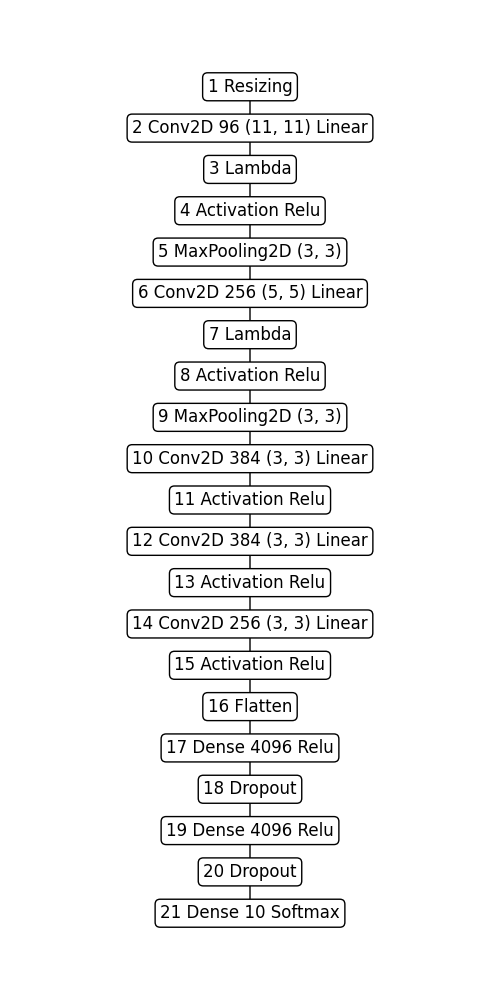 1 Resizing
2 Conv2D 96 (11, 11) Linear
3 Lambda
4 Activation Relu
5 MaxPooling2D (3, 3)
6 Conv2D 256 (5, 5) Linear
7 Lambda
8 Activation Relu
9 MaxPooling2D (3, 3)
10 Conv2D 384 (3, 3) Linear
11 Activation Relu
12 Conv2D 384 (3, 3) Linear
13 Activation Relu
14 Conv2D 256 (3, 3) Linear
15 Activation Relu
16 Flatten
17 Dense 4096 Relu
18 Dropout
19 Dense 4096 Relu
20 Dropout
21 Dense 10 Softmax